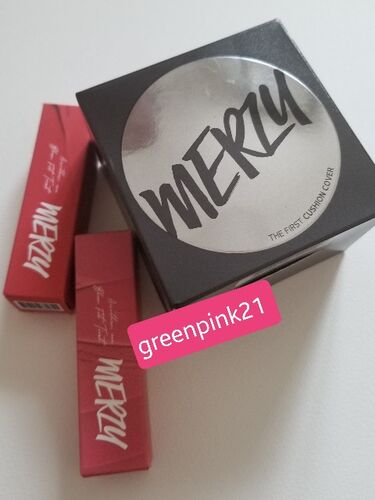 MERZY
THE FIRST CUSHION COVER
MERZY
MERZY
greenpink21